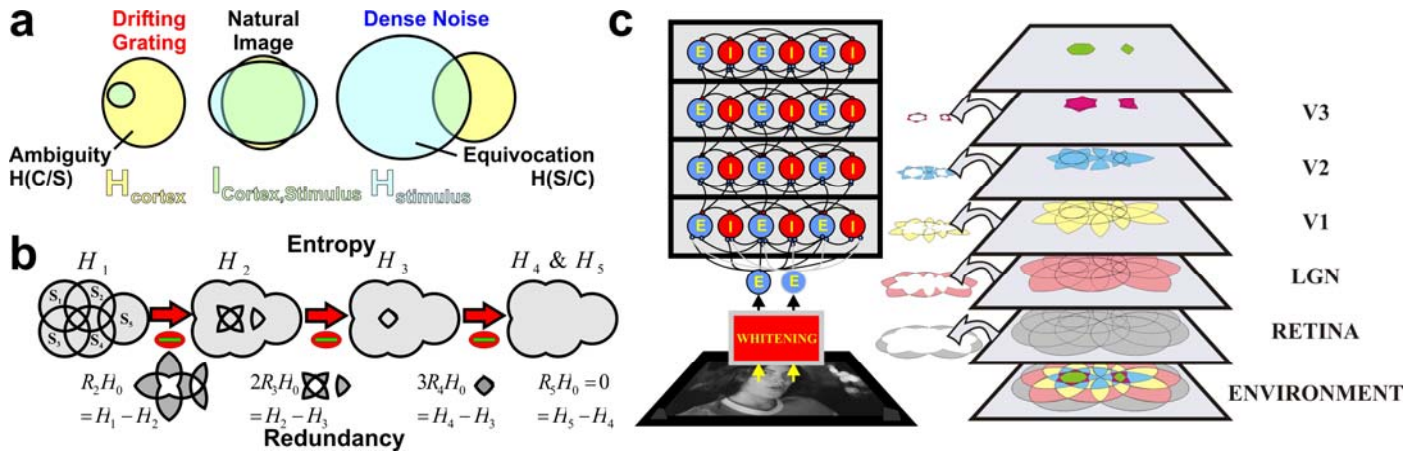 a
Drifting
Grating
Natural
Image
Dense Noise
Ambiguity
H(C/S)
Equivocation
H(S/C)
H cortex
I Cortex,Stimulus
H stimulus
b
Entropy
H₁
H₂
H₃
H₄ & H₅
S₁
S₂
S₃
S₄
S₅
R₂H₀
= H₁ − H₂
2R₃H₀
= H₂ − H₃
3R₄H₀
= H₄ − H₃
R₅H₀ = 0
= H₅ − H₄
Redundancy
c
E I E I E I
E I E I E I
E I E I E I
E I E I E I
E E
WHITENING
V3
V2
V1
LGN
RETINA
ENVIRONMENT